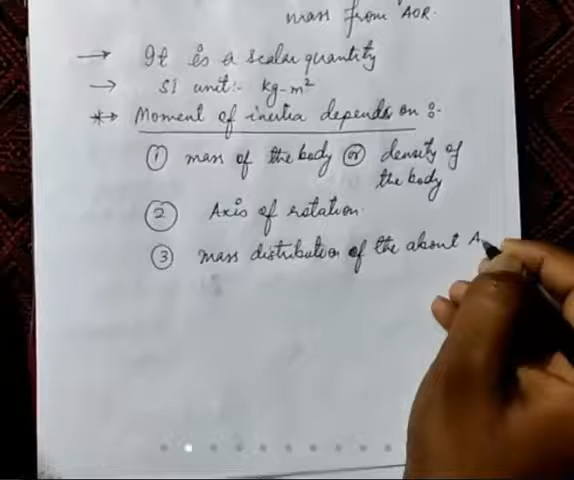 mass from AOR.
→ It is a scalar quantity
→ SI unit:- kg-m²
*→ Moment of inertia depends on :-
① mass of the body (or) density of
the body
② Axis of rotation.
③ mass distribution of the about A